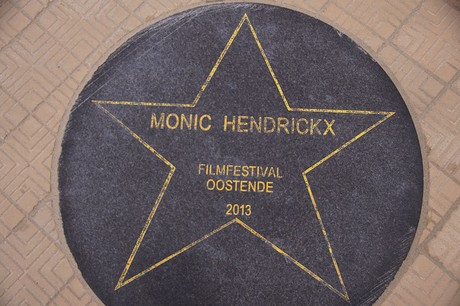 MONIC HENDRICKX
FILMFESTIVAL
OOSTENDE
2013